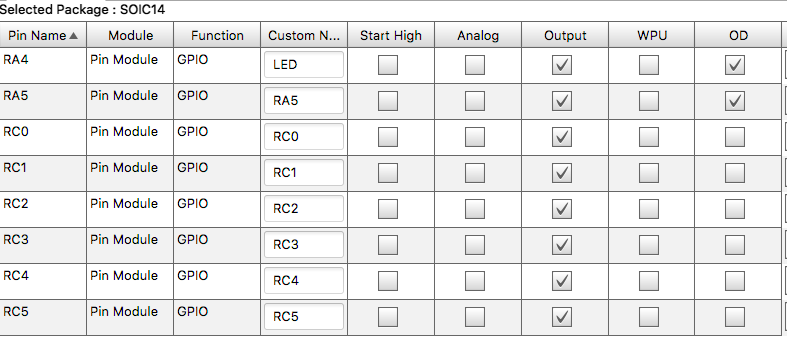 Selected Package : SOIC14
Pin Name Module Function Custom N... Start High Analog Output WPU OD
RA4 Pin Module GPIO LED
RA5 Pin Module GPIO RA5
RC0 Pin Module GPIO RC0
RC1 Pin Module GPIO RC1
RC2 Pin Module GPIO RC2
RC3 Pin Module GPIO RC3
RC4 Pin Module GPIO RC4
RC5 Pin Module GPIO RC5